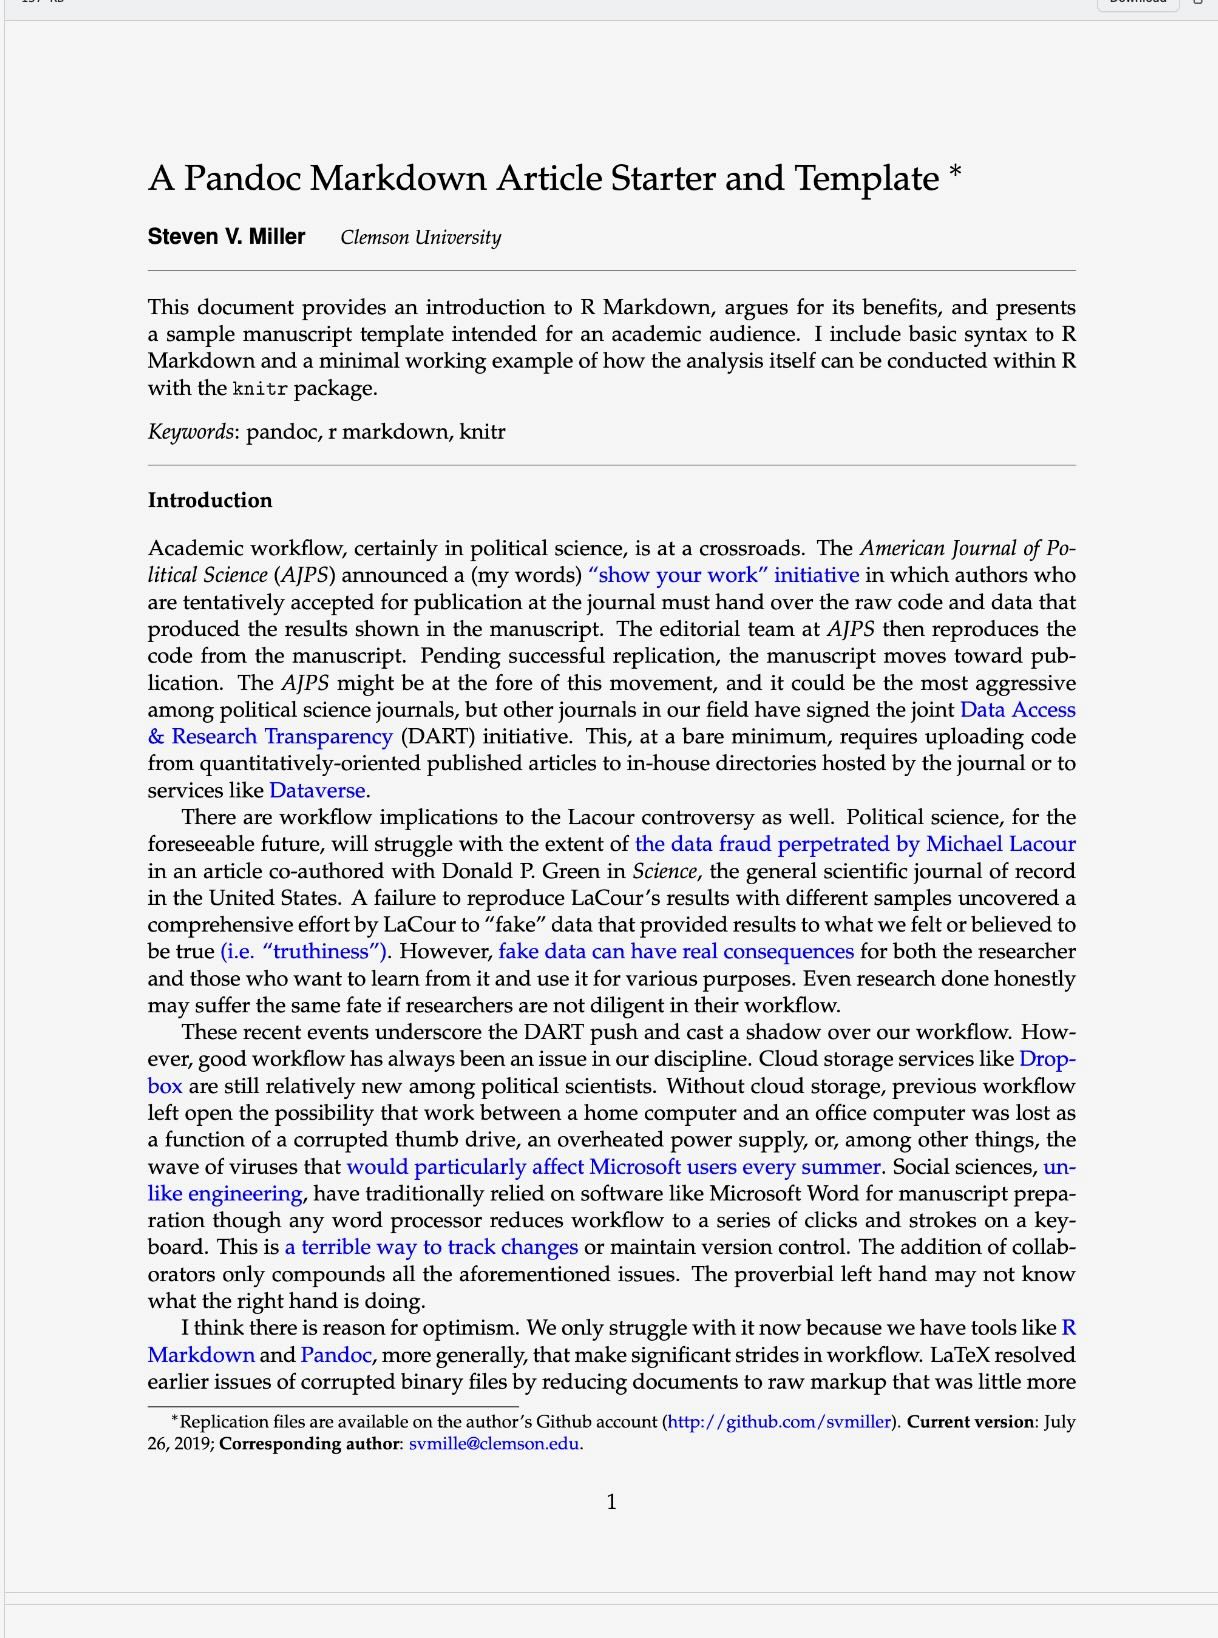 A Pandoc Markdown Article Starter and Template *
Steven V. Miller Clemson University
This document provides an introduction to R Markdown, argues for its benefits, and presents
a sample manuscript template intended for an academic audience. I include basic syntax to R
Markdown and a minimal working example of how the analysis itself can be conducted within R
with the knitr package.
Keywords: pandoc, r markdown, knitr
Introduction
Academic workflow, certainly in political science, is at a crossroads. The American Journal of Po-
litical Science (AJPS) announced a (my words) “show your work” initiative in which authors who
are tentatively accepted for publication at the journal must hand over the raw code and data that
produced the results shown in the manuscript. The editorial team at AJPS then reproduces the
code from the manuscript. Pending successful replication, the manuscript moves toward pub-
lication. The AJPS might be at the fore of this movement, and it could be the most aggressive
among political science journals, but other journals in our field have signed the joint Data Access
& Research Transparency (DART) initiative. This, at a bare minimum, requires uploading code
from quantitatively-oriented published articles to in-house directories hosted by the journal or to
services like Dataverse.
There are workflow implications to the Lacour controversy as well. Political science, for the
foreseeable future, will struggle with the extent of the data fraud perpetrated by Michael Lacour
in an article co-authored with Donald P. Green in Science, the general scientific journal of record
in the United States. A failure to reproduce LaCour’s results with different samples uncovered a
comprehensive effort by LaCour to “fake” data that provided results to what we felt or believed to
be true (i.e. “truthiness”). However, fake data can have real consequences for both the researcher
and those who want to learn from it and use it for various purposes. Even research done honestly
may suffer the same fate if researchers are not diligent in their workflow.
These recent events underscore the DART push and cast a shadow over our workflow. How-
ever, good workflow has always been an issue in our discipline. Cloud storage services like Drop-
box are still relatively new among political scientists. Without cloud storage, previous workflow
left open the possibility that work between a home computer and an office computer was lost as
a function of a corrupted thumb drive, an overheated power supply, or, among other things, the
wave of viruses that would particularly affect Microsoft users every summer. Social sciences, un-
like engineering, have traditionally relied on software like Microsoft Word for manuscript prepa-
ration though any word processor reduces workflow to a series of clicks and strokes on a key-
board. This is a terrible way to track changes or maintain version control. The addition of collab-
orators only compounds all the aforementioned issues. The proverbial left hand may not know
what the right hand is doing.
I think there is reason for optimism. We only struggle with it now because we have tools like R
Markdown and Pandoc, more generally, that make significant strides in workflow. LaTeX resolved
earlier issues of corrupted binary files by reducing documents to raw markup that was little more
*Replication files are available on the author’s Github account (http://github.com/svmiller). Current version: July
26, 2019; Corresponding author: svmille@clemson.edu.
1